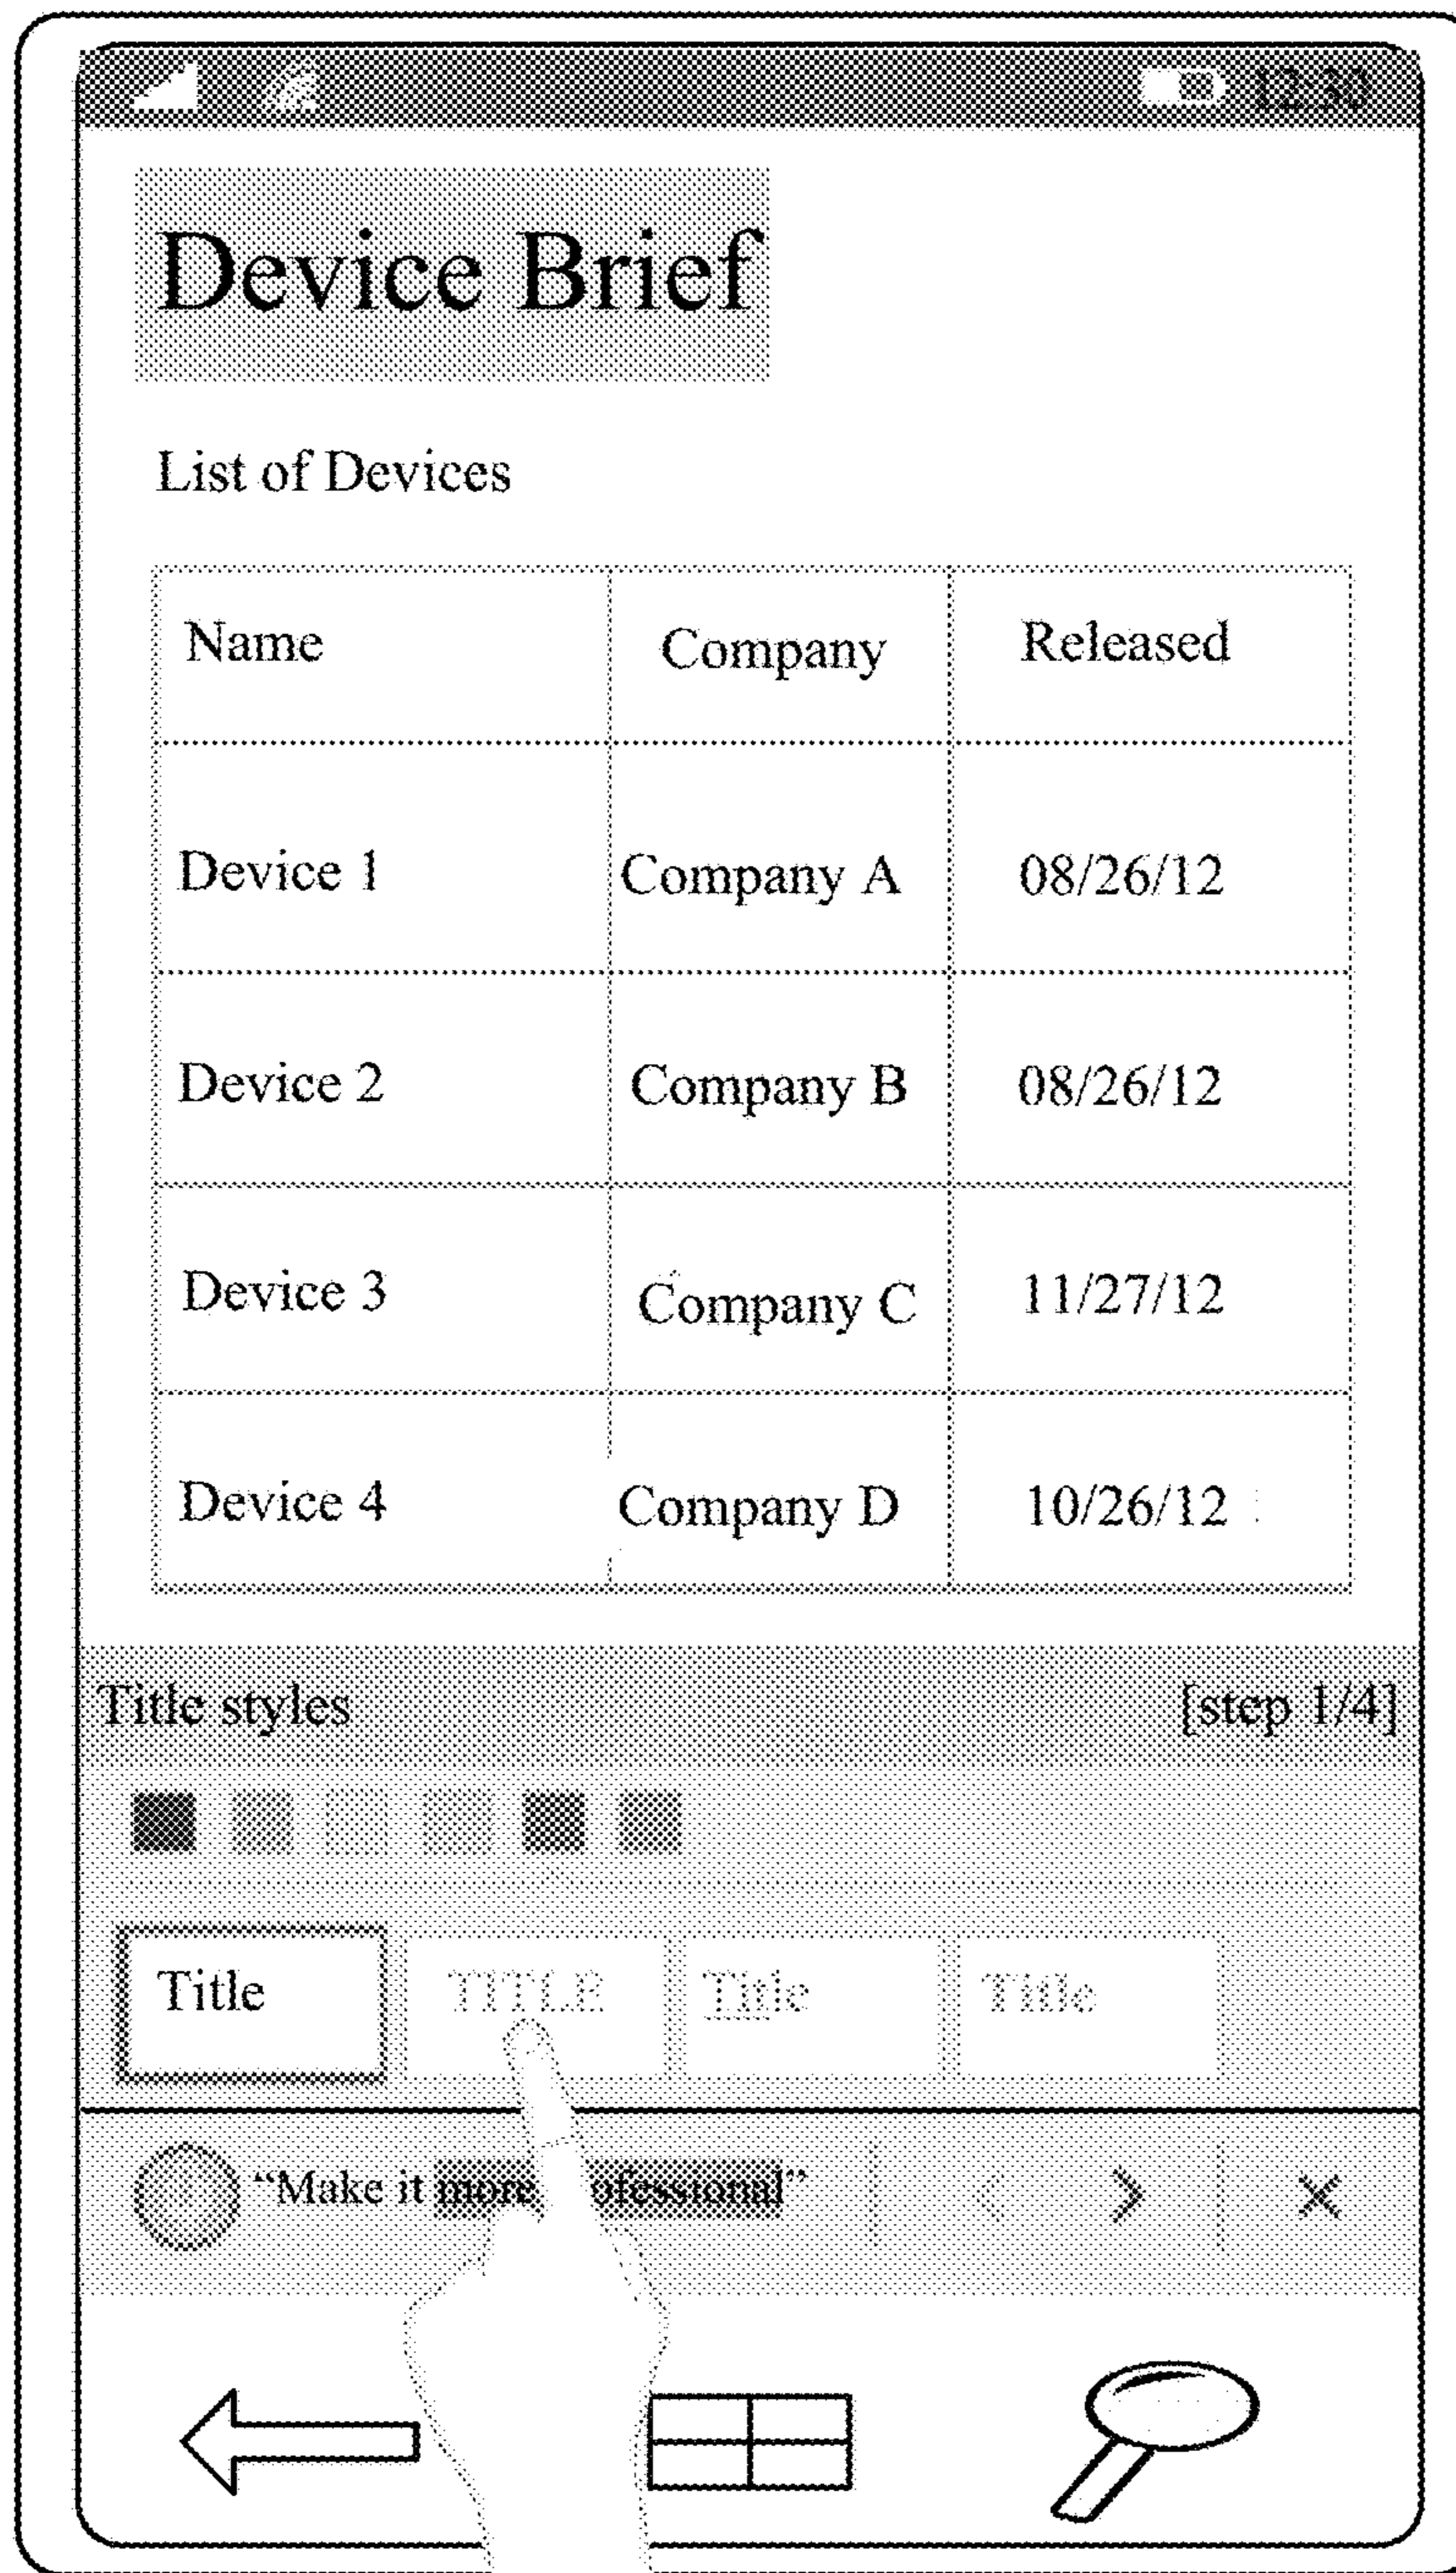 Device Brief
List of Devices
Name Company Released
Device 1 Company A 08/26/12
Device 2 Company B 08/26/12
Device 3 Company C 11/27/12
Device 4 Company D 10/26/12
Title styles [step 1/4]
Title TITLE Title Title
“Make it more ofessional”